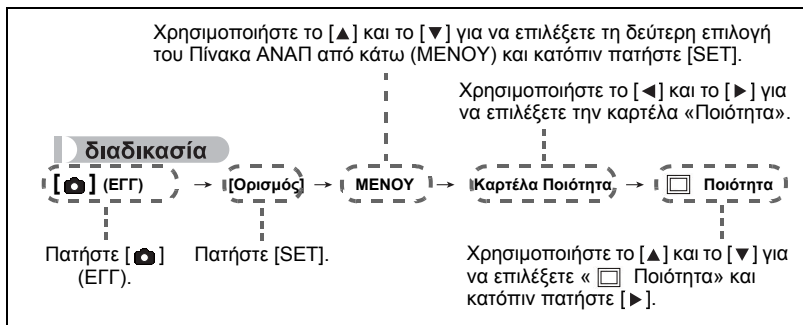 Χρησιμοποιήστε το [▲] και το [▼] για να επιλέξετε τη δεύτερη επιλογή
του Πίνακα ΑΝΑΠ από κάτω (ΜΕΝΟΥ) και κατόπιν πατήστε [SET].
Χρησιμοποιήστε το [◄] και το [►] για
να επιλέξετε την καρτέλα «Ποιότητα».
διαδικασία
[📷] (ΕΓΓ) → [Ορισμός] → ΜΕΝΟΥ → Καρτέλα Ποιότητα → Ποιότητα
Πατήστε [📷]
(ΕΓΓ).
Πατήστε [SET].
Χρησιμοποιήστε το [▲] και το [▼] για
να επιλέξετε « Ποιότητα» και
κατόπιν πατήστε [►].